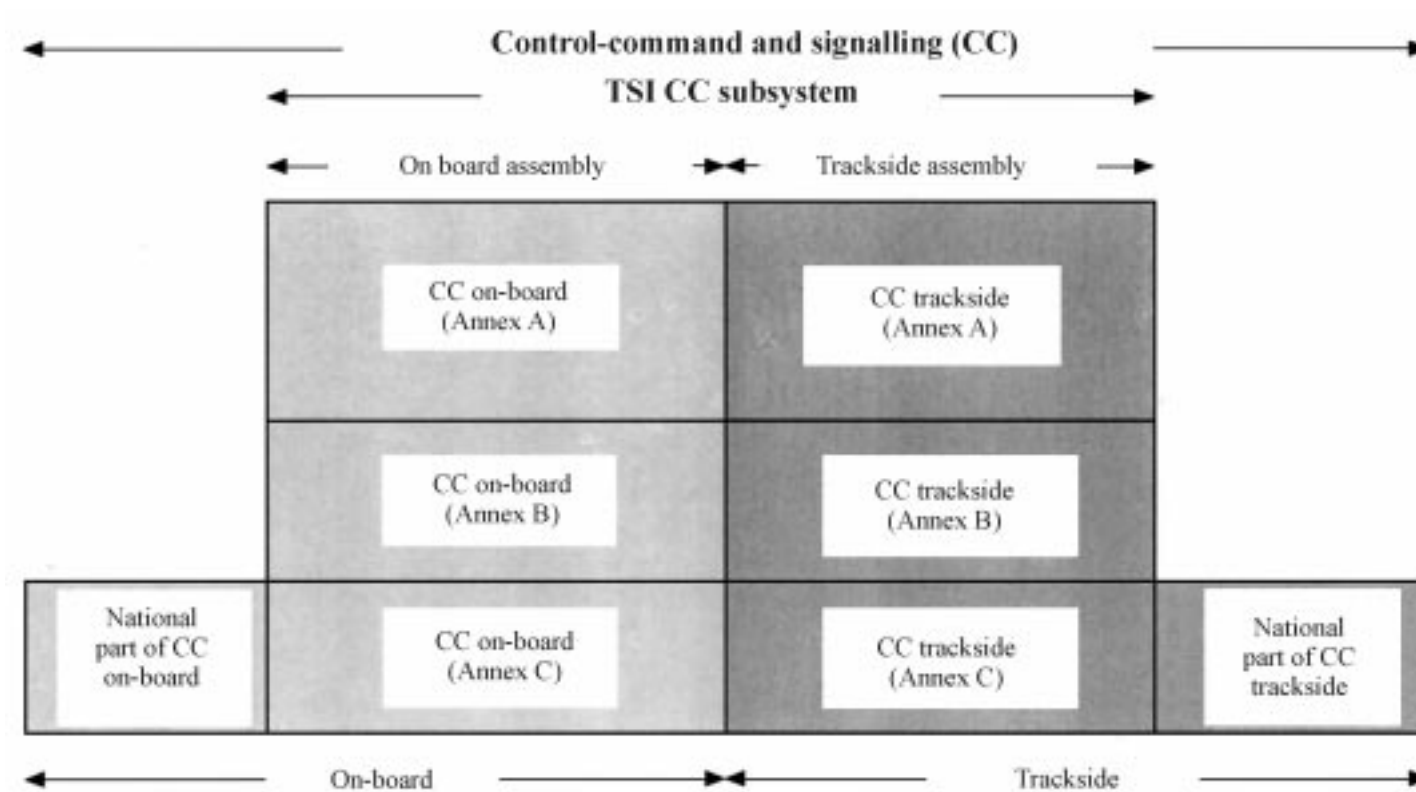 Control-command and signalling (CC)
TSI CC subsystem
On board assembly
Trackside assembly
CC on-board
(Annex A)
CC trackside
(Annex A)
CC on-board
(Annex B)
CC trackside
(Annex B)
National
part of CC
on-board
CC on-board
(Annex C)
CC trackside
(Annex C)
National
part of CC
trackside
On-board
Trackside